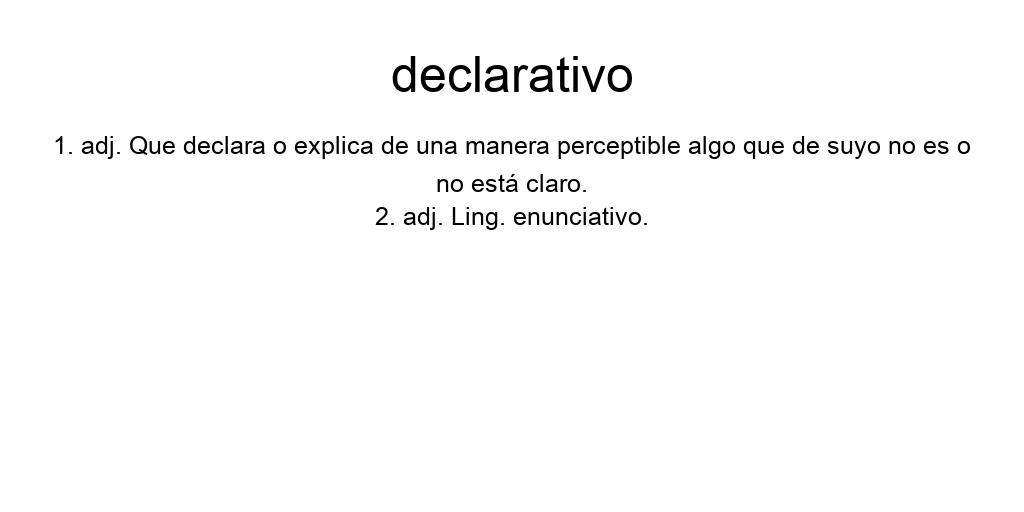 declarativo
1. adj. Que declara o explica de una manera perceptible algo que de suyo no es o
no está claro.
2. adj. Ling. enunciativo.